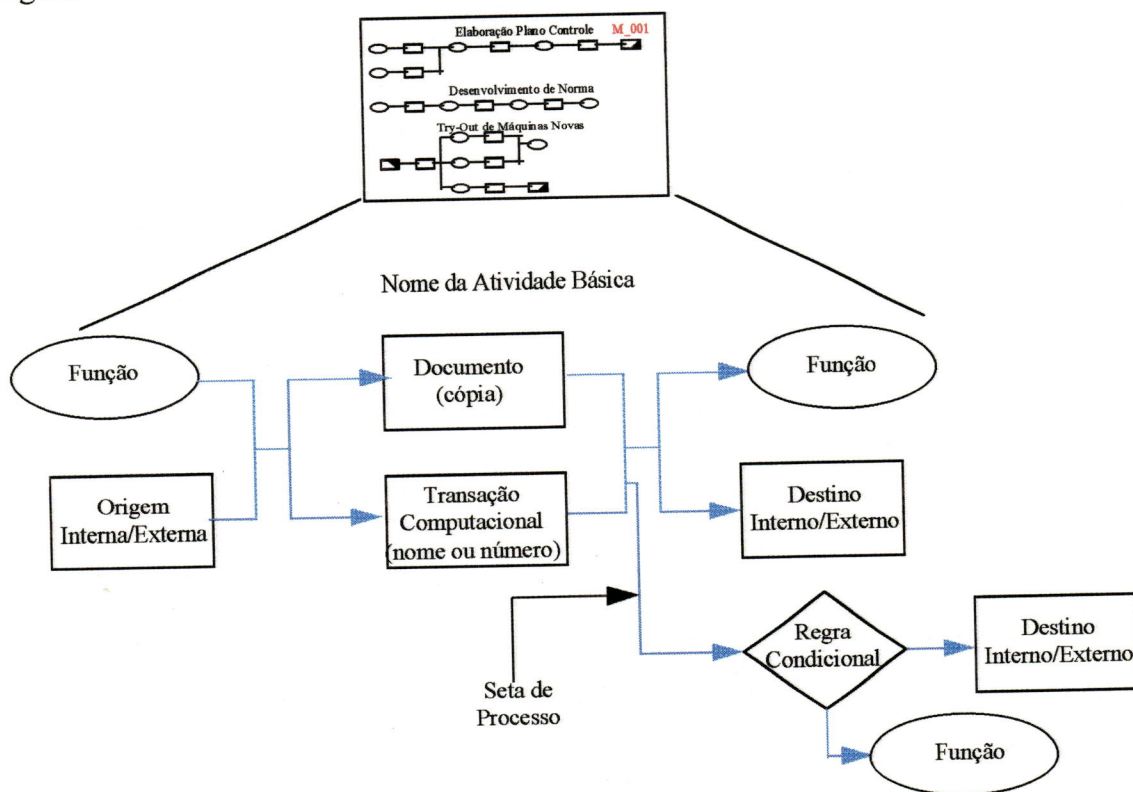 Elaboração Plano Controle M_001
Desenvolvimento de Norma
Try-Out de Máquinas Novas
Nome da Atividade Básica
Função
Documento
(cópia)
Função
Origem
Interna/Externa
Transação
Computacional
(nome ou número)
Destino
Interno/Externo
Regra
Condicional
Destino
Interno/Externo
Seta de
Processo
Função